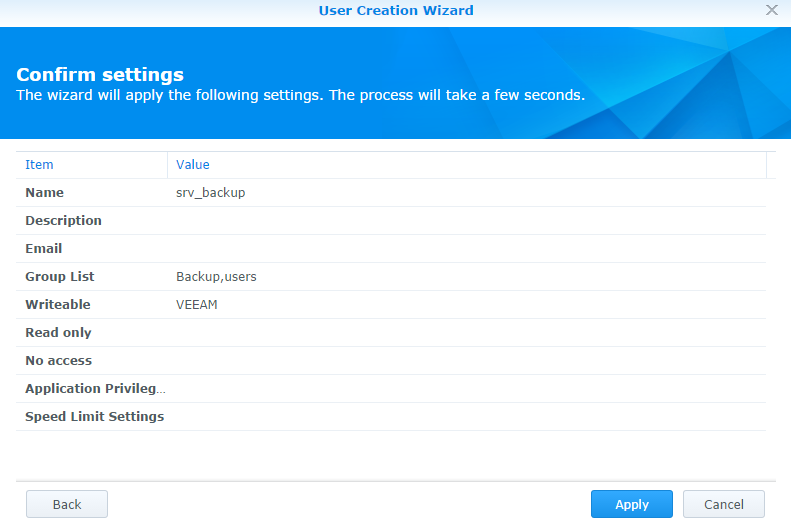 User Creation Wizard
Confirm settings
The wizard will apply the following settings. The process will take a few seconds.
Item Value
Name srv_backup
Description
Email
Group List Backup,users
Writeable VEEAM
Read only
No access
Application Privileg...
Speed Limit Settings
Back Apply Cancel